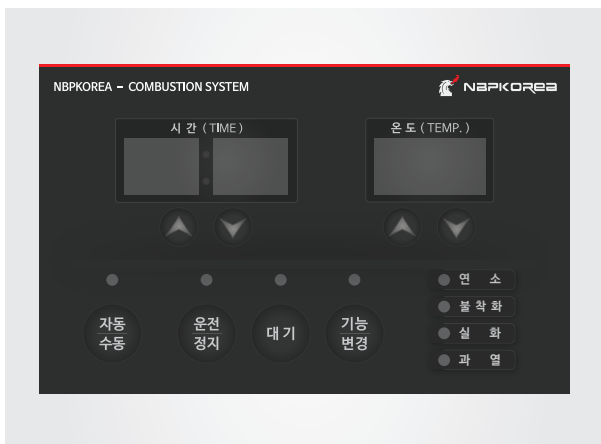 NBPKOREA – COMBUSTION SYSTEM
NBPKOREA
시 간 (TIME)
온 도 (TEMP.)
연 소
불 착 화
실 화
과 열
자동
수동
운전
정지
대 기
기능
변경